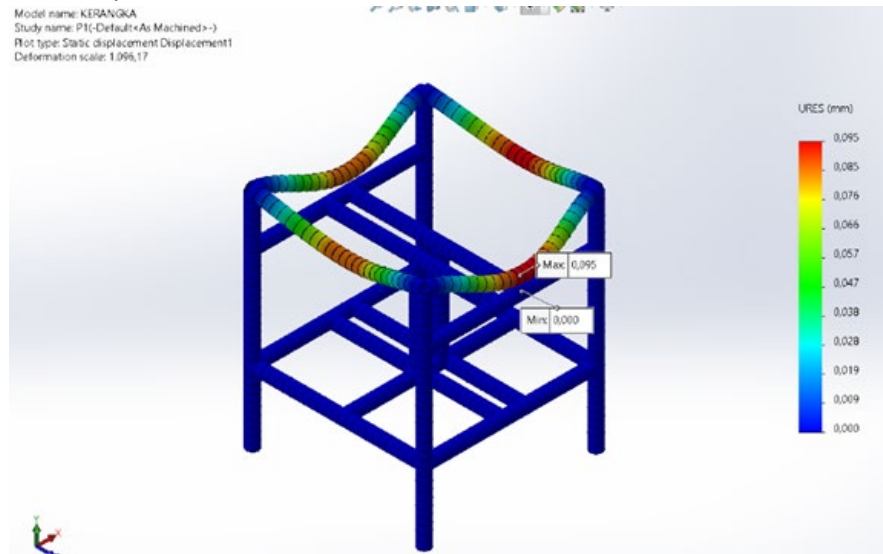 Model name: KERANGKA
Study name: P1(-Default<As Machined>-)
Plot type: Static displacement Displacement1
Deformation scale: 1.096,17
URES (mm)
0,095
0,085
0,076
0,066
0,057
0,047
0,038
0,028
0,019
0,009
0,000
Max: 0,095
Min: 0,000
Y
X